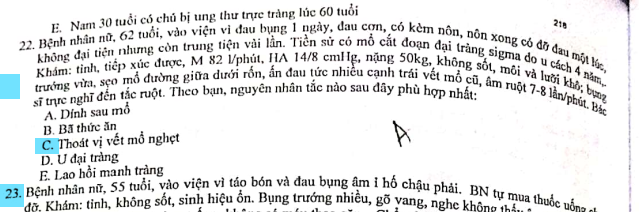 E. Nam 30 tuổi có chú bị ung thư trực tràng lúc 60 tuổi
218
22. Bệnh nhân nữ, 62 tuổi, vào viện vì đau bụng 1 ngày, đau cơn, có kèm nôn, nôn xong có đỡ đau một lúc,
không đại tiện nhưng còn trung tiện vài lần. Tiền sử có mổ cắt đoạn đại tràng sigma do u cách 4 năm,.
Khám: tỉnh, tiếp xúc được, M 82 l/phút, HA 14/8 cmHg, nặng 50kg, không sốt, môi và lưỡi khô; bụng
trướng vừa, sẹo mổ đường giữa dưới rốn, ấn đau tức nhiều cạnh trái vết mổ cũ, âm ruột 7-8 lần/phút. Bác
sĩ trực nghĩ đến tắc ruột. Theo bạn, nguyên nhân tắc nào sau đây phù hợp nhất:
A. Dính sau mổ
B. Bã thức ăn
C. Thoát vị vết mổ nghẹt
D. U đại tràng
E. Lao hồi manh tràng
A
23. Bệnh nhân nữ, 55 tuổi, vào viện vì táo bón và đau bụng âm ỉ hố chậu phải. BN tự mua thuốc uống
đỡ. Khám: tỉnh, không sốt, sinh hiệu ổn. Bụng trướng nhiều, gõ vang, nghe không